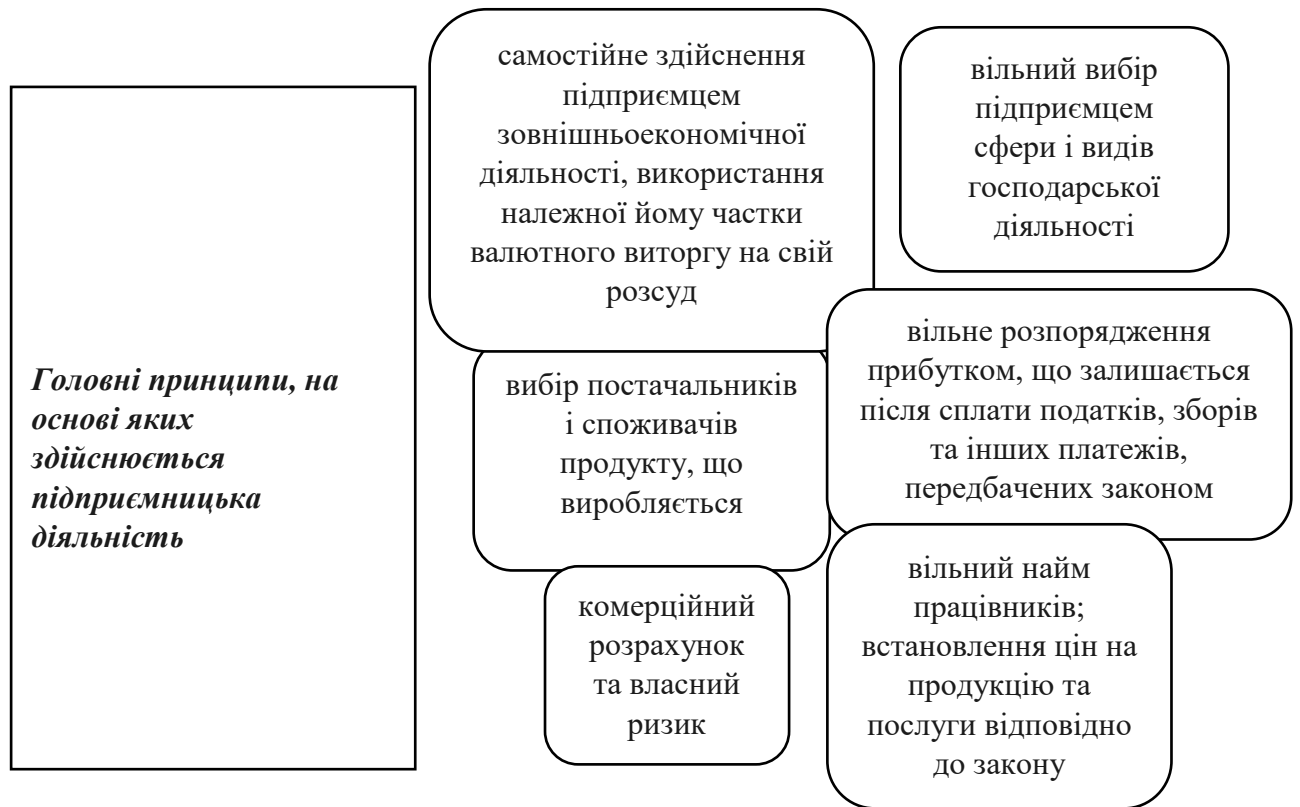 Головні принципи, на
основі яких
здійснюється
підприємницька
діяльність
самостійне здійснення
підприємцем
зовнішньоекономічної
діяльності, використання
належної йому частки
валютного виторгу на свій
розсуд
вільний вибір
підприємцем
сфери і видів
господарської
діяльності
вибір постачальників
і споживачів
продукту, що
виробляється
вільне розпорядження
прибутком, що залишається
після сплати податків, зборів
та інших платежів,
передбачених законом
комерційний
розрахунок
та власний
ризик
вільний найм
працівників;
встановлення цін на
продукцію та
послуги відповідно
до закону